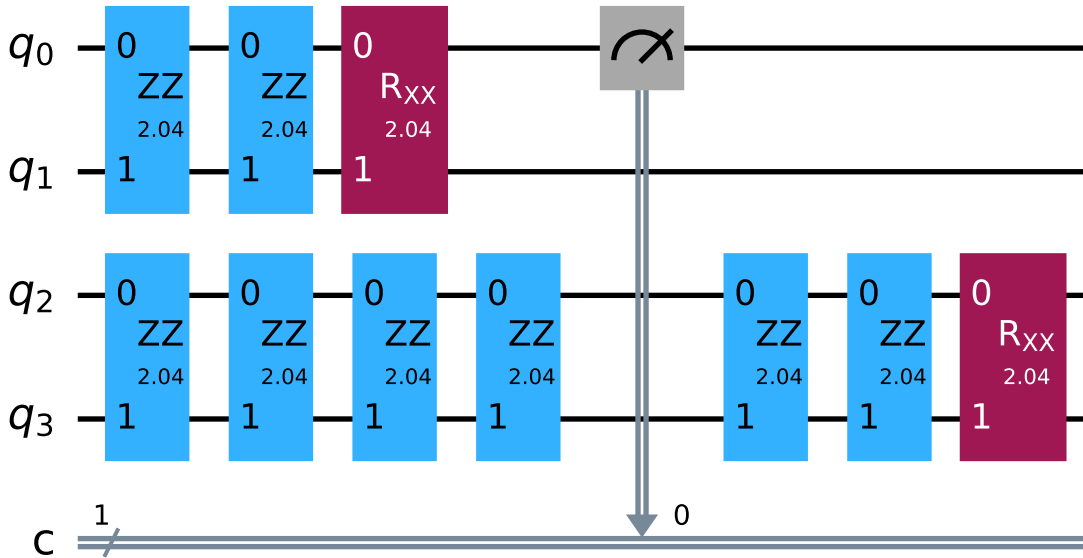 q0 0 0 0
ZZ ZZ RXX
2.04 2.04 2.04
q1 1 1 1
q2 0 0 0 0 0 0 0
ZZ ZZ ZZ ZZ ZZ ZZ RXX
2.04 2.04 2.04 2.04 2.04 2.04 2.04
q3 1 1 1 1 1 1 1
1 0
c